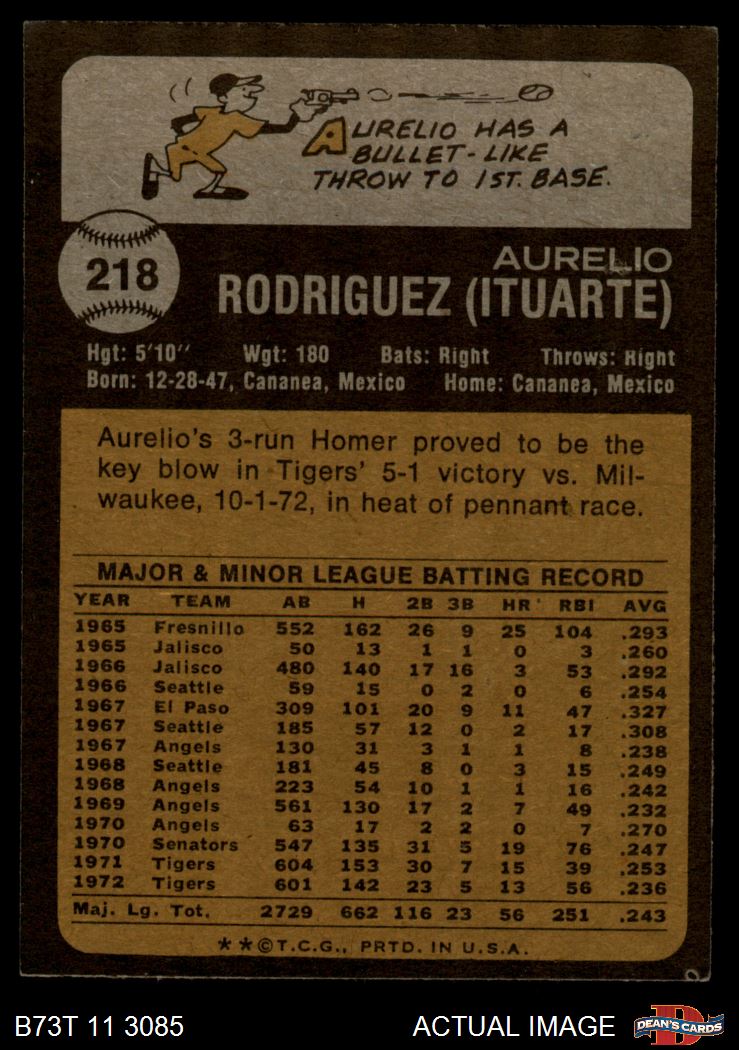 AURELIO HAS A
BULLET-LIKE
THROW TO 1ST. BASE.
218
AURELIO
RODRIGUEZ (ITUARTE)
Hgt: 5'10" Wgt: 180 Bats: Right Throws: Right
Born: 12-28-47, Cananea, Mexico Home: Cananea, Mexico
Aurelio's 3-run Homer proved to be the
key blow in Tigers' 5-1 victory vs. Mil-
waukee, 10-1-72, in heat of pennant race.
MAJOR & MINOR LEAGUE BATTING RECORD
YEAR TEAM AB H 2B 3B HR RBI AVG
1965 Fresnillo 552 162 26 9 25 104 .293
1965 Jalisco 50 13 1 1 0 3 .260
1966 Jalisco 480 140 17 16 3 53 .292
1966 Seattle 59 15 0 2 0 6 .254
1967 El Paso 309 101 20 9 11 47 .327
1967 Seattle 185 57 12 0 2 17 .308
1967 Angels 130 31 3 1 1 8 .238
1968 Seattle 181 45 8 0 3 15 .249
1968 Angels 223 54 10 1 1 16 .242
1969 Angels 561 130 17 2 7 49 .232
1970 Angels 63 17 2 2 0 7 .270
1970 Senators 547 135 31 5 19 76 .247
1971 Tigers 604 153 30 7 15 39 .253
1972 Tigers 601 142 23 5 13 56 .236
Maj. Lg. Tot. 2729 662 116 23 56 251 .243
**©T.C.G., PRTD. IN U.S.A.
B73T 11 3085 ACTUAL IMAGE D DEAN'S CARDS